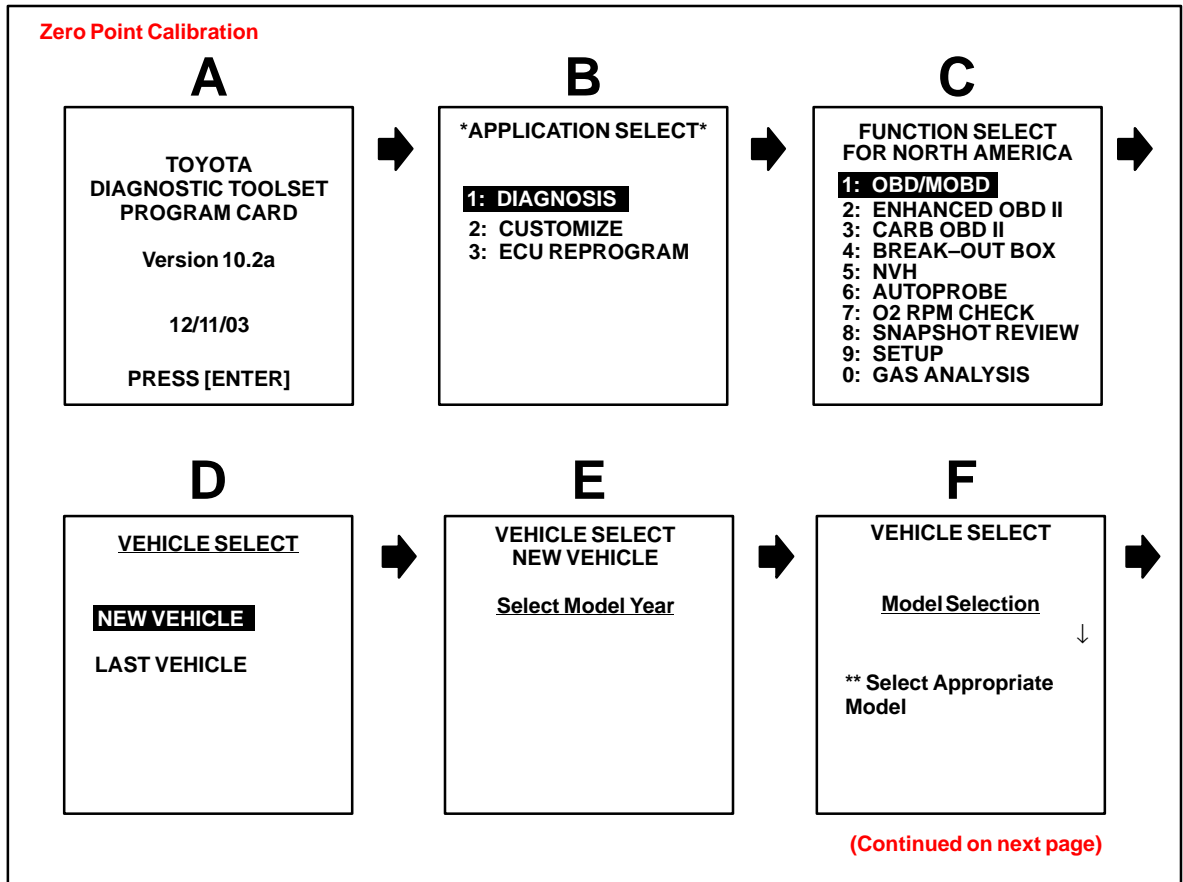 Zero Point Calibration
A
TOYOTA
DIAGNOSTIC TOOLSET
PROGRAM CARD
Version 10.2a
12/11/03
PRESS [ENTER]
B
*APPLICATION SELECT*
1: DIAGNOSIS
2: CUSTOMIZE
3: ECU REPROGRAM
C
FUNCTION SELECT
FOR NORTH AMERICA
1: OBD/MOBD
2: ENHANCED OBD II
3: CARB OBD II
4: BREAK–OUT BOX
5: NVH
6: AUTOPROBE
7: O2 RPM CHECK
8: SNAPSHOT REVIEW
9: SETUP
0: GAS ANALYSIS
D
VEHICLE SELECT
NEW VEHICLE
LAST VEHICLE
E
VEHICLE SELECT
NEW VEHICLE
Select Model Year
F
VEHICLE SELECT
Model Selection
↓
** Select Appropriate
Model
(Continued on next page)